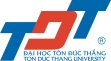 TDT
ĐẠI HỌC TÔN ĐỨC THẮNG
TON DUC THANG UNIVERSITY